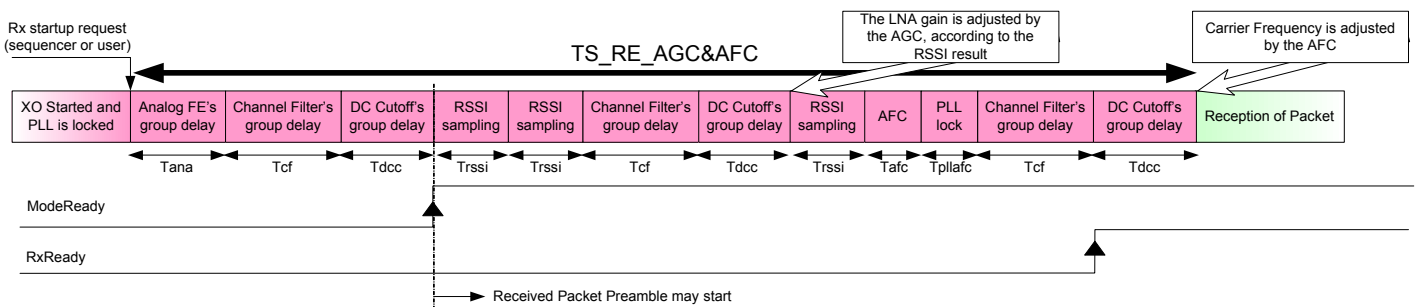 Rx startup request
(sequencer or user)
The LNA gain is adjusted by
the AGC, according to the
RSSI result
Carrier Frequency is adjusted
by the AFC
TS_RE_AGC&AFC
XO Started and
PLL is locked
Analog FE's
group delay
Channel Filter's
group delay
DC Cutoff's
group delay
RSSI
sampling
RSSI
sampling
Channel Filter's
group delay
DC Cutoff's
group delay
RSSI
sampling
AFC
PLL
lock
Channel Filter's
group delay
DC Cutoff's
group delay
Reception of Packet
Tana
Tcf
Tdcc
Trssi
Trssi
Tcf
Tdcc
Trssi
Tafc
Tpllafc
Tcf
Tdcc
ModeReady
RxReady
Received Packet Preamble may start